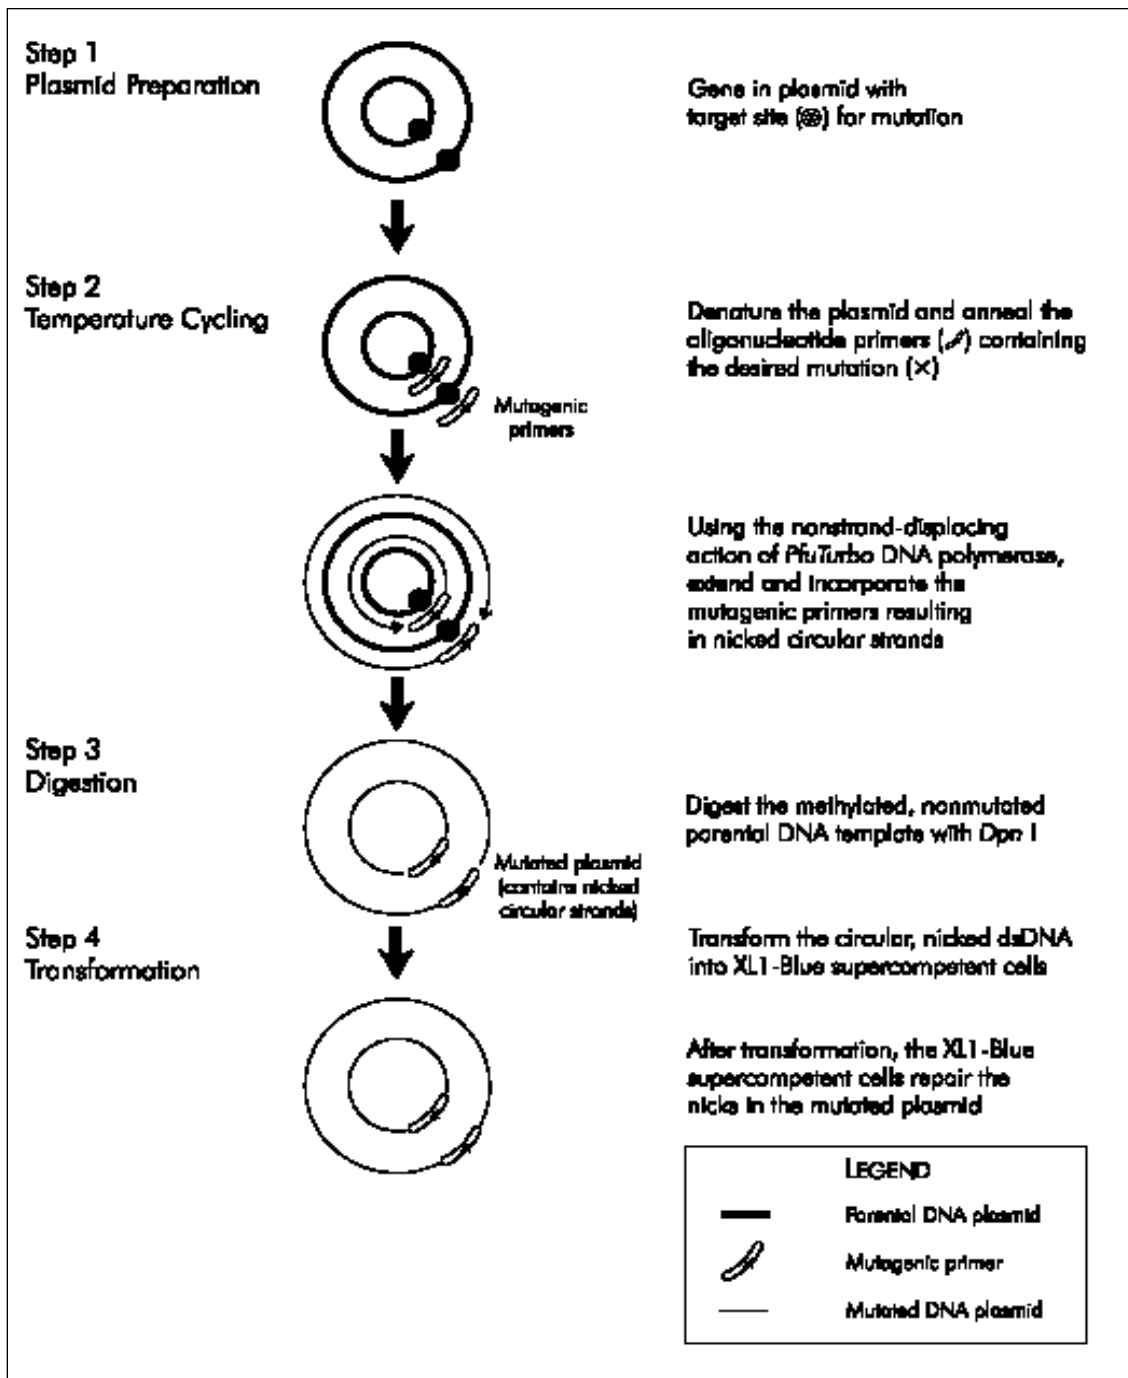 Step 1
Plasmid Preparation
Gene in plasmid with
target site ( ) for mutation
Step 2
Temperature Cycling
Denature the plasmid and anneal the
oligonucleotide primers ( ) containing
the desired mutation (×)
Mutagenic
primers
Using the nonstrand-displacing
action of PfuTurbo DNA polymerase,
extend and incorporate the
mutagenic primers resulting
in nicked circular strands
Step 3
Digestion
Digest the methylated, nonmutated
parental DNA template with Dpn I
Mutated plasmid
(contains nicked
circular strands)
Step 4
Transformation
Transform the circular, nicked dsDNA
into XL1-Blue supercompetent cells
After transformation, the XL1-Blue
supercompetent cells repair the
nicks in the mutated plasmid
LEGEND
Parental DNA plasmid
Mutagenic primer
Mutated DNA plasmid